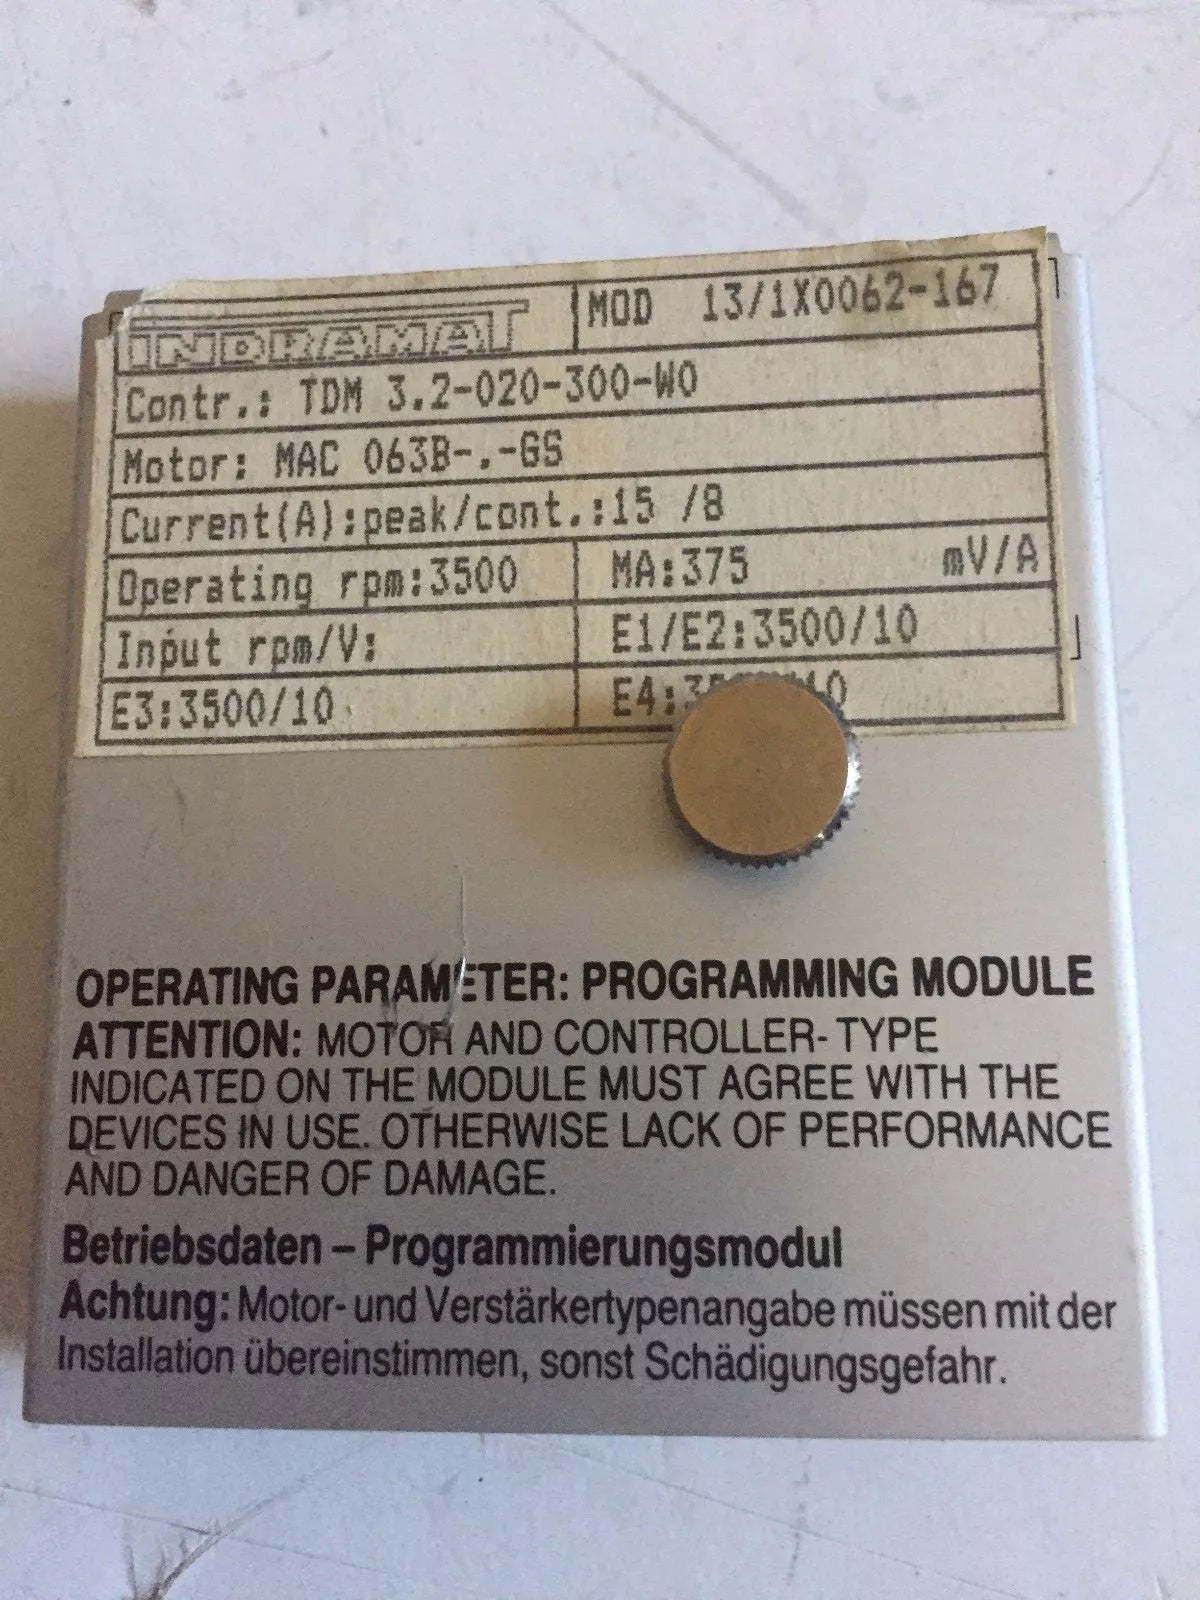 INDRAMAT MOD 13/1X0062-167
Contr.: TDM 3.2-020-300-W0
Motor: MAC 063B-.-GS
Current(A):peak/cont.:15 /8
Operating rpm:3500 MA:375 mV/A
Input rpm/V: E1/E2:3500/10
E3:3500/10 E4:
OPERATING PARAMETER: PROGRAMMING MODULE
ATTENTION: MOTOR AND CONTROLLER- TYPE
INDICATED ON THE MODULE MUST AGREE WITH THE
DEVICES IN USE. OTHERWISE LACK OF PERFORMANCE
AND DANGER OF DAMAGE.
Betriebsdaten – Programmierungsmodul
Achtung: Motor- und Verstärkertypenangabe müssen mit der
Installation übereinstimmen, sonst Schädigungsgefahr.